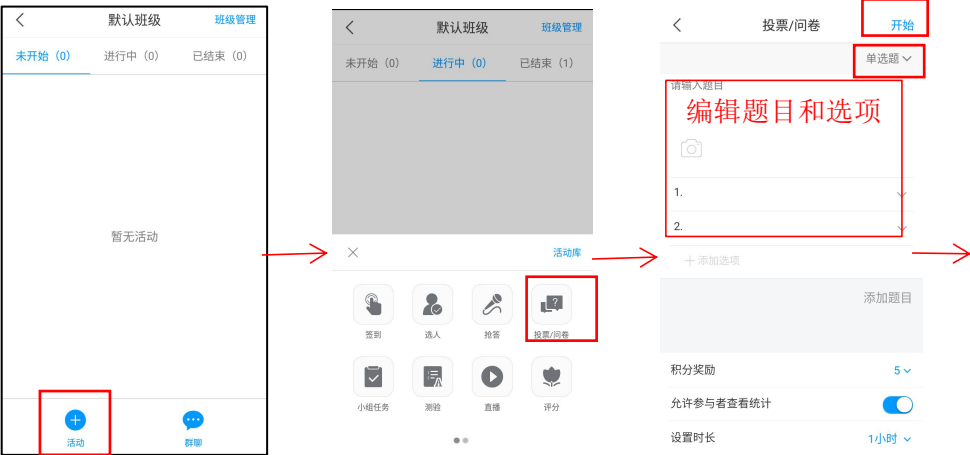 默认班级
班级管理
未开始（0）
进行中（0）
已结束（0）
暂无活动
活动
群聊
默认班级
班级管理
未开始（0）
进行中（0）
已结束（1）
活动库
签到
选人
抢答
投票/问卷
小组任务
测验
直播
评分
投票/问卷
开始
单选题
请输入题目
编辑题目和选项
1.
2.
添加选项
添加题目
积分奖励
5
允许参与者查看统计
设置时长
1小时